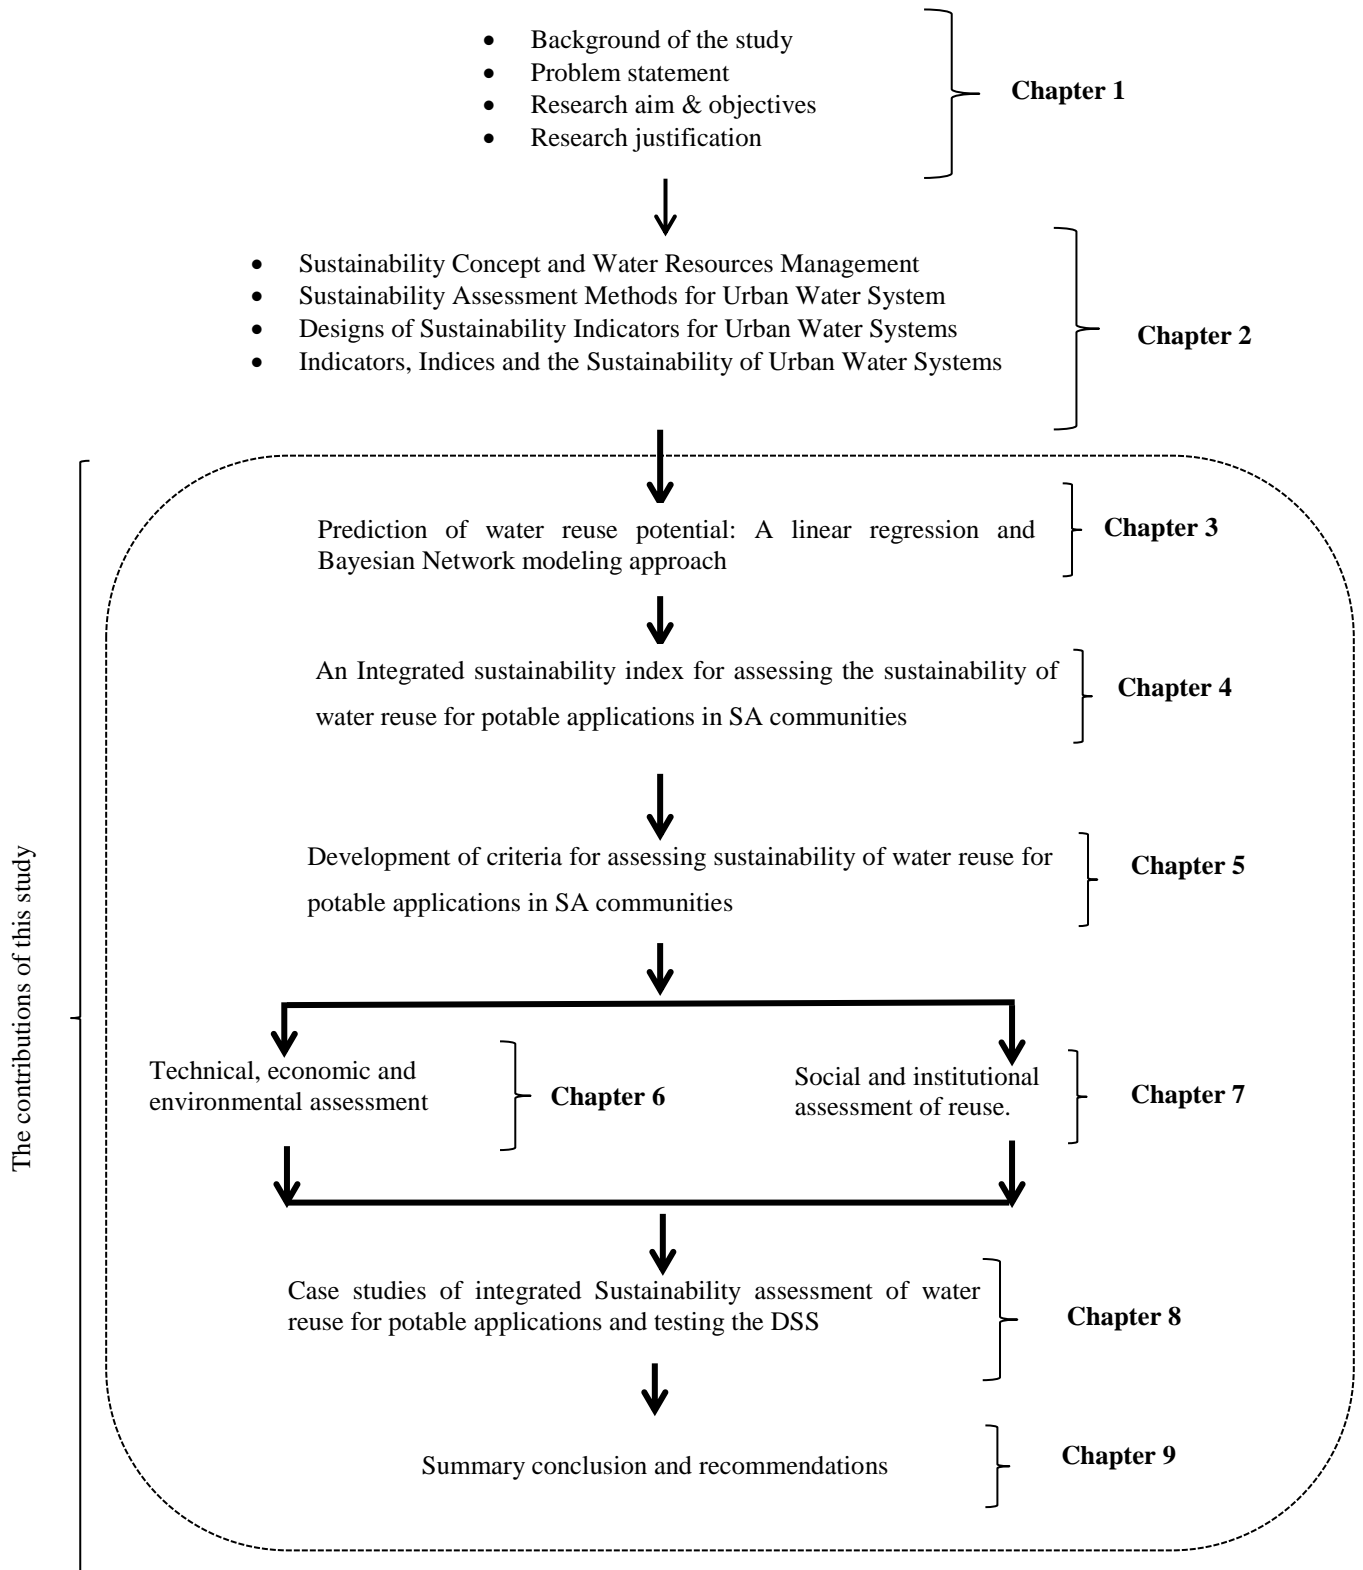 • Background of the study
• Problem statement
• Research aim & objectives
• Research justification
Chapter 1
• Sustainability Concept and Water Resources Management
• Sustainability Assessment Methods for Urban Water System
• Designs of Sustainability Indicators for Urban Water Systems
• Indicators, Indices and the Sustainability of Urban Water Systems
Chapter 2
The contributions of this study
Prediction of water reuse potential: A linear regression and
Bayesian Network modeling approach
Chapter 3
An Integrated sustainability index for assessing the sustainability of
water reuse for potable applications in SA communities
Chapter 4
Development of criteria for assessing sustainability of water reuse for
potable applications in SA communities
Chapter 5
Technical, economic and
environmental assessment
Chapter 6
Social and institutional
assessment of reuse.
Chapter 7
Case studies of integrated Sustainability assessment of water
reuse for potable applications and testing the DSS
Chapter 8
Summary conclusion and recommendations
Chapter 9